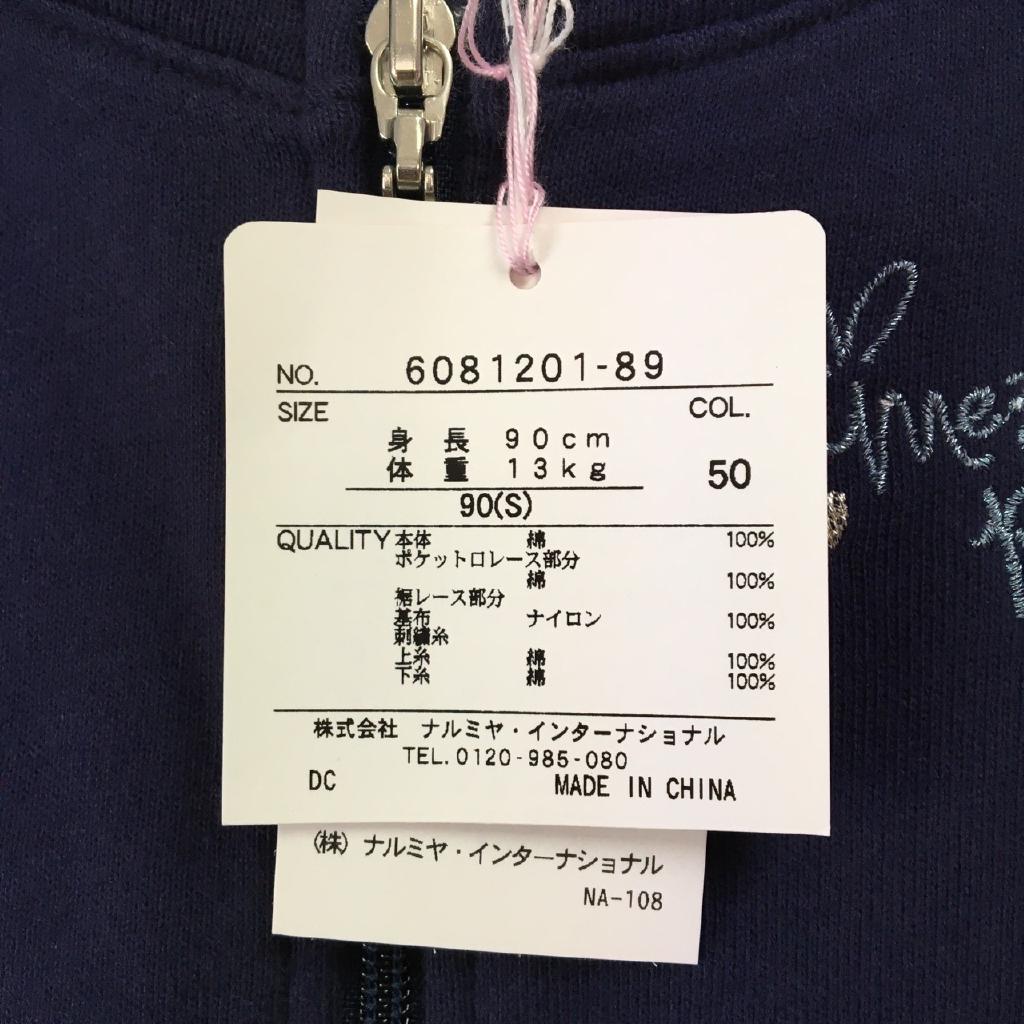 NO. 6081201-89
SIZE COL.
身長 90cm
体重 13kg
50
90(S)
QUALITY 本体 綿 100%
ポケット口レース部分
綿 100%
裾レース部分
基布 ナイロン 100%
刺繍糸
上糸 綿 100%
下糸 綿 100%
株式会社 ナルミヤ・インターナショナル
TEL.0120-985-080
DC MADE IN CHINA
(株) ナルミヤ・インターナショナル
NA-108